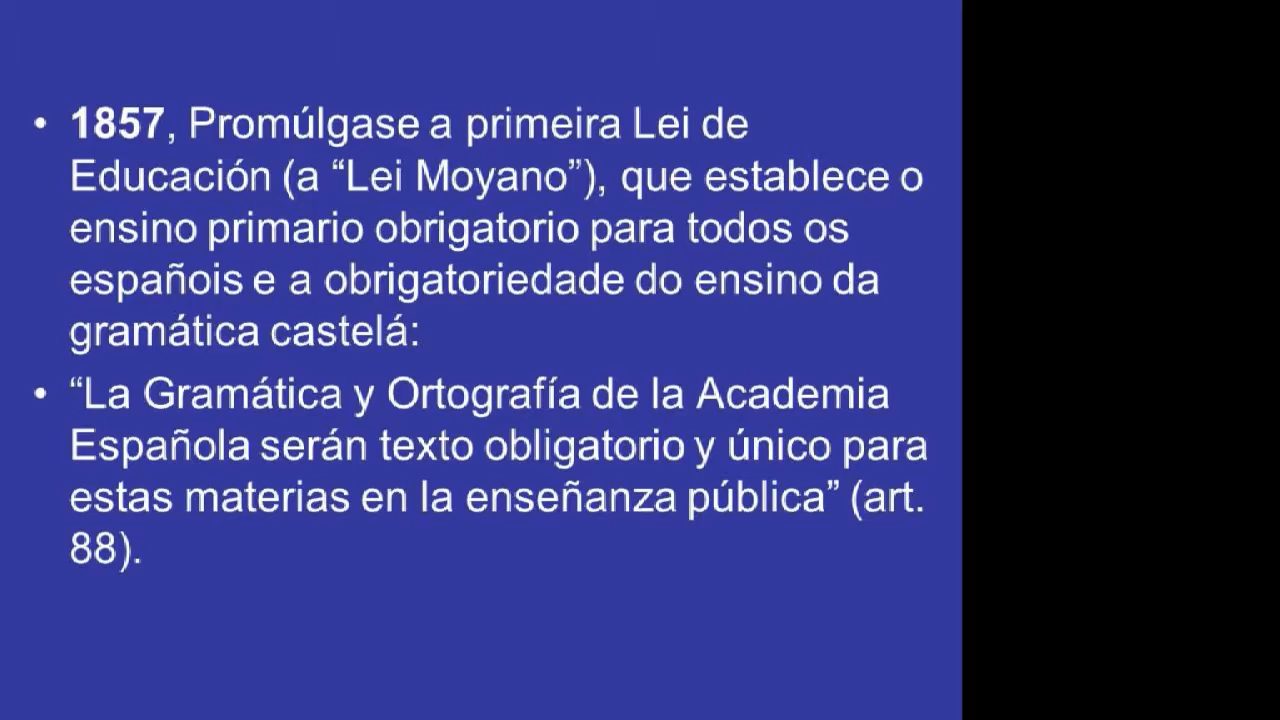 • 1857, Promúlgase a primeira Lei de
Educación (a “Lei Moyano”), que establece o
ensino primario obrigatorio para todos os
españois e a obrigatoriedade do ensino da
gramática castelá:
• “La Gramática y Ortografía de la Academia
Española serán texto obligatorio y único para
estas materias en la enseñanza pública” (art.
88).